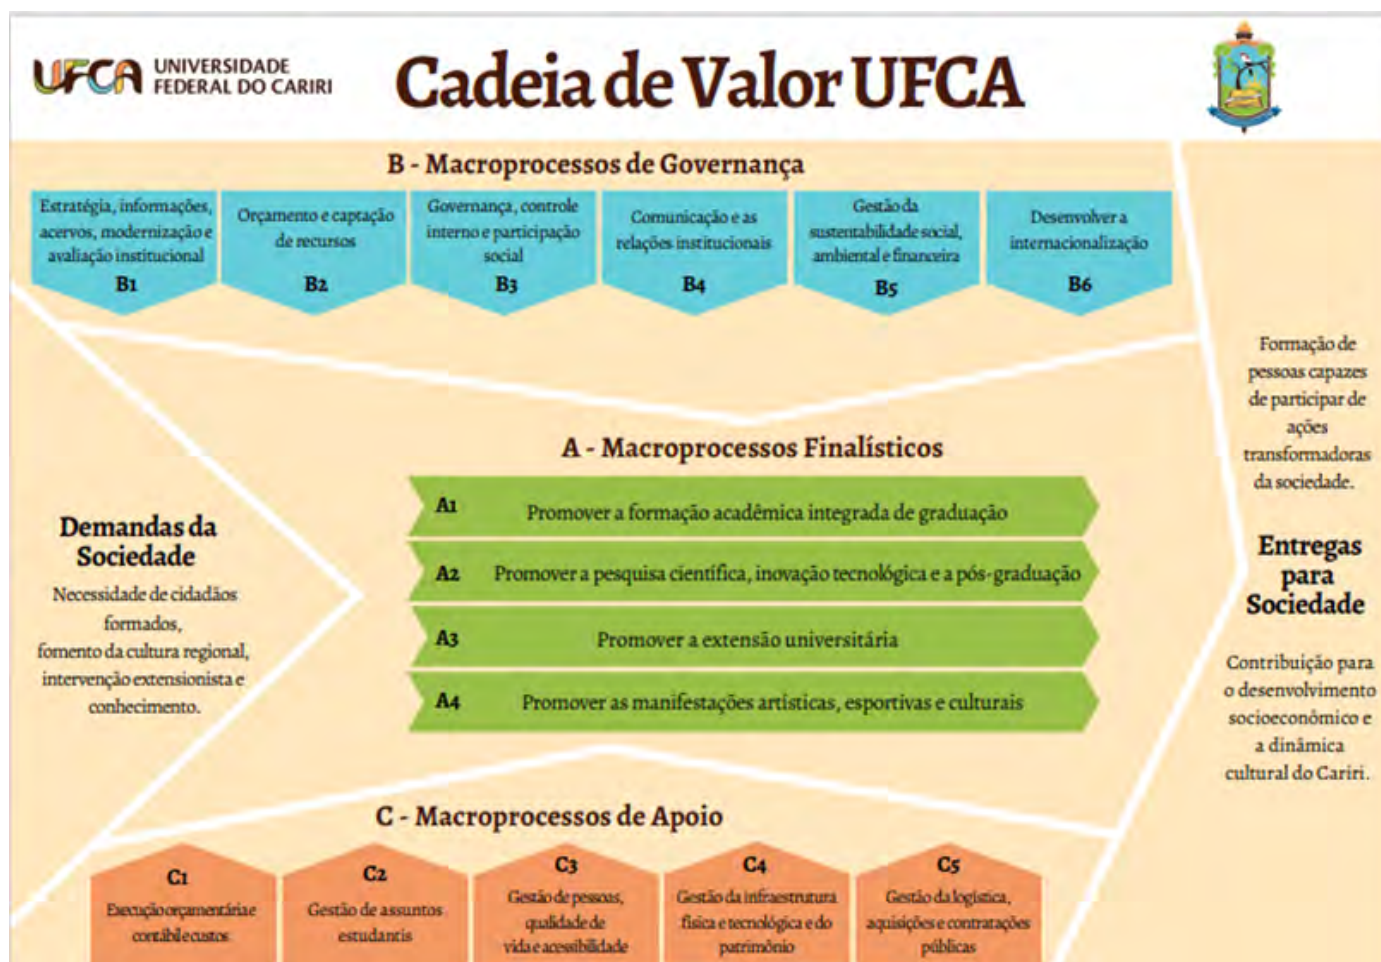 UFCA UNIVERSIDADE
FEDERAL DO CARIRI
Cadeia de Valor UFCA
B - Macroprocessos de Governança
Estratégia, informações,
acervos, modernização e
avaliação institucional
B1
Orçamento e captação
de recursos
B2
Governança, controle
interno e participação
social
B3
Comunicação e as
relações institucionais
B4
Gestão da
sustentabilidade social,
ambiental e financeira
B5
Desenvolver a
internacionalização
B6
Demandas da
Sociedade
Necessidade de cidadãos
formados,
fomento da cultura regional,
intervenção extensionista e
conhecimento.
A - Macroprocessos Finalísticos
A1 Promover a formação acadêmica integrada de graduação
A2 Promover a pesquisa científica, inovação tecnológica e a pós-graduação
A3 Promover a extensão universitária
A4 Promover as manifestações artísticas, esportivas e culturais
Formação de
pessoas capazes
de participar de
ações
transformadoras
da sociedade.
Entregas
para
Sociedade
Contribuição para
o desenvolvimento
socioeconômico e
a dinâmica
cultural do Cariri.
C - Macroprocessos de Apoio
C1
Execução orçamentária e
contábil e custos
C2
Gestão de assuntos
estudantis
C3
Gestão de pessoas,
qualidade de
vida e acessibilidade
C4
Gestão da infraestrutura
física e tecnológica e do
patrimônio
C5
Gestão da logística,
aquisições e contratações
públicas